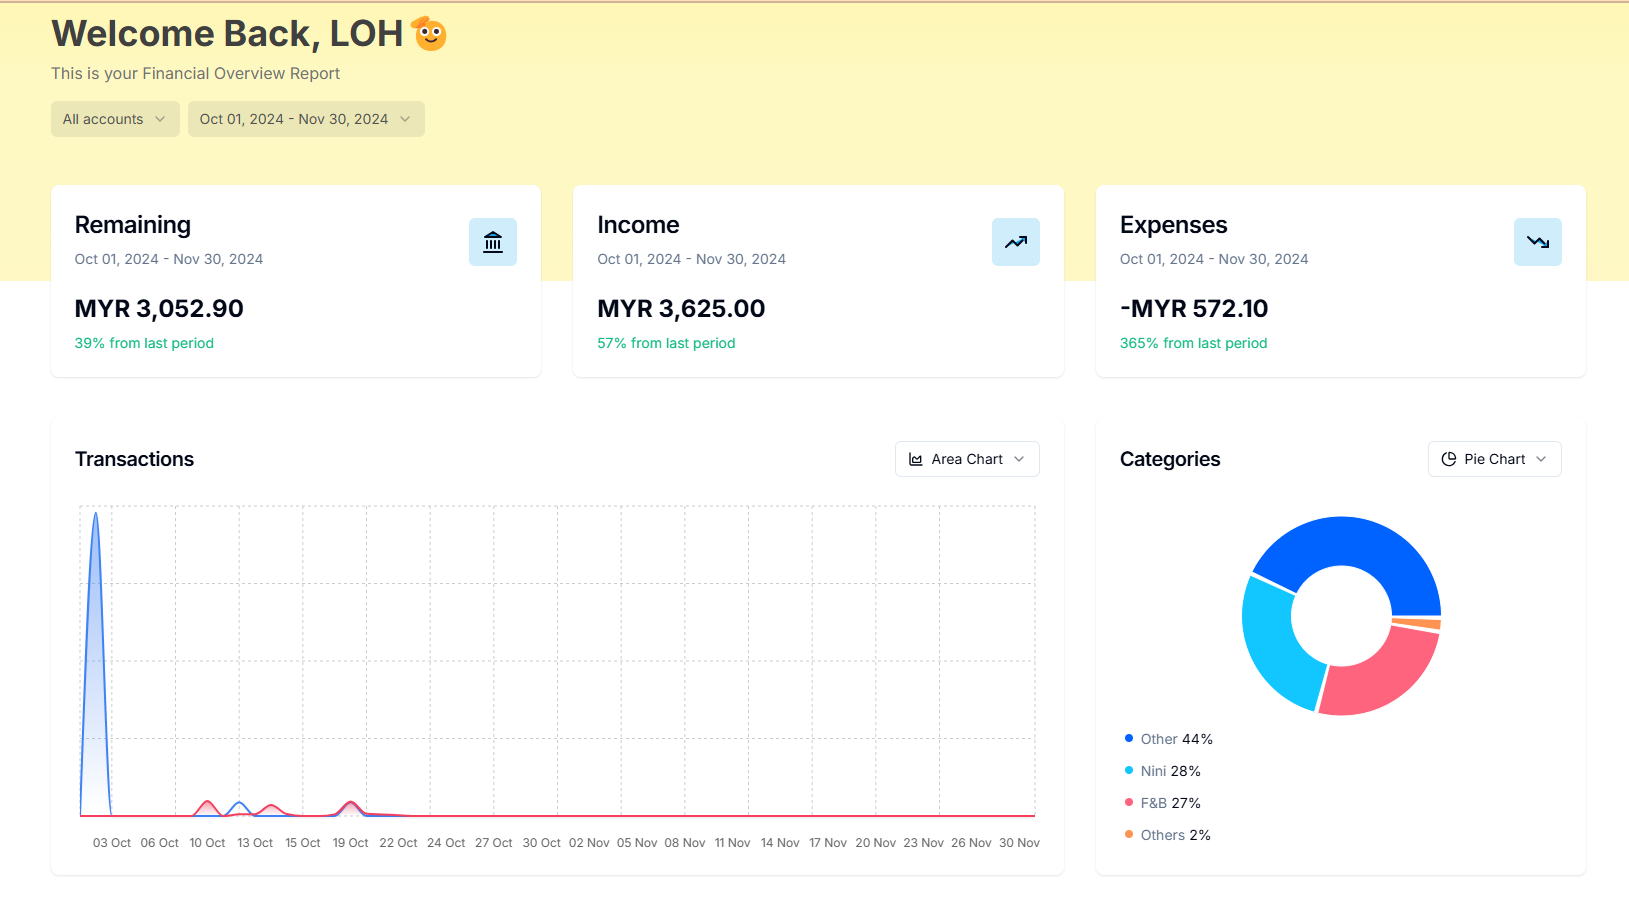 Welcome Back, LOH
This is your Financial Overview Report
All accounts
Oct 01, 2024 - Nov 30, 2024
Remaining
Oct 01, 2024 - Nov 30, 2024
MYR 3,052.90
39% from last period
Income
Oct 01, 2024 - Nov 30, 2024
MYR 3,625.00
57% from last period
Expenses
Oct 01, 2024 - Nov 30, 2024
-MYR 572.10
365% from last period
Transactions
Area Chart
03 Oct 06 Oct 10 Oct 13 Oct 15 Oct 19 Oct 22 Oct 24 Oct 27 Oct 30 Oct 02 Nov 05 Nov 08 Nov 11 Nov 14 Nov 17 Nov 20 Nov 23 Nov 26 Nov 30 Nov
Categories
Pie Chart
Other 44%
Nini 28%
F&B 27%
Others 2%